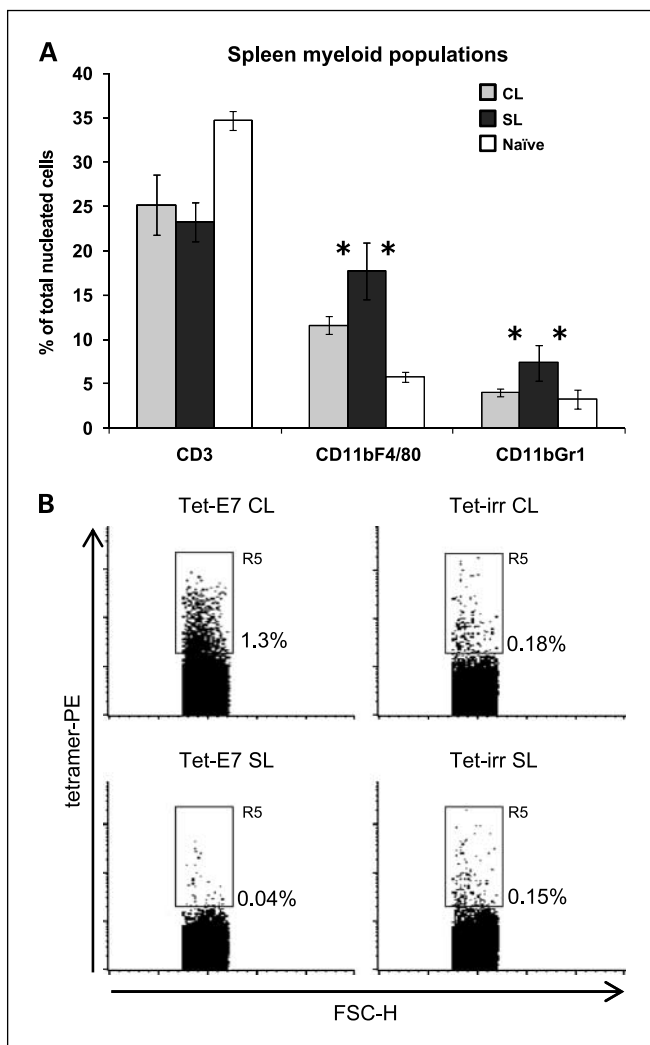 A
Spleen myeloid populations
CL
SL
Naïve
% of total nucleated cells
40
35
30
25
20
15
10
5
0
* *
* *
CD3 CD11bF4/80 CD11bGr1
B
Tet-E7 CL Tet-irr CL
R5 R5
1.3% 0.18%
Tet-E7 SL Tet-irr SL
R5 R5
0.04% 0.15%
tetramer-PE
FSC-H